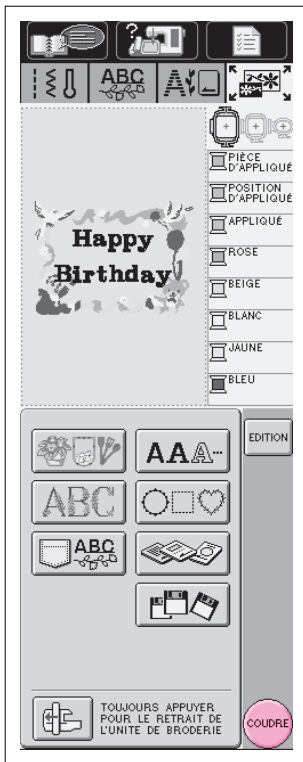 ABC
A
Happy
Birthday
PIÈCE
D'APPLIQUÉ
POSITION
D'APPLIQUÉ
APPLIQUÉ
ROSE
BEIGE
BLANC
JAUNE
BLEU
EDITION
AAA
ABC
ABC
TOUJOURS APPUYER
POUR LE RETRAIT DE
L'UNITE DE BRODERIE
COUDRE